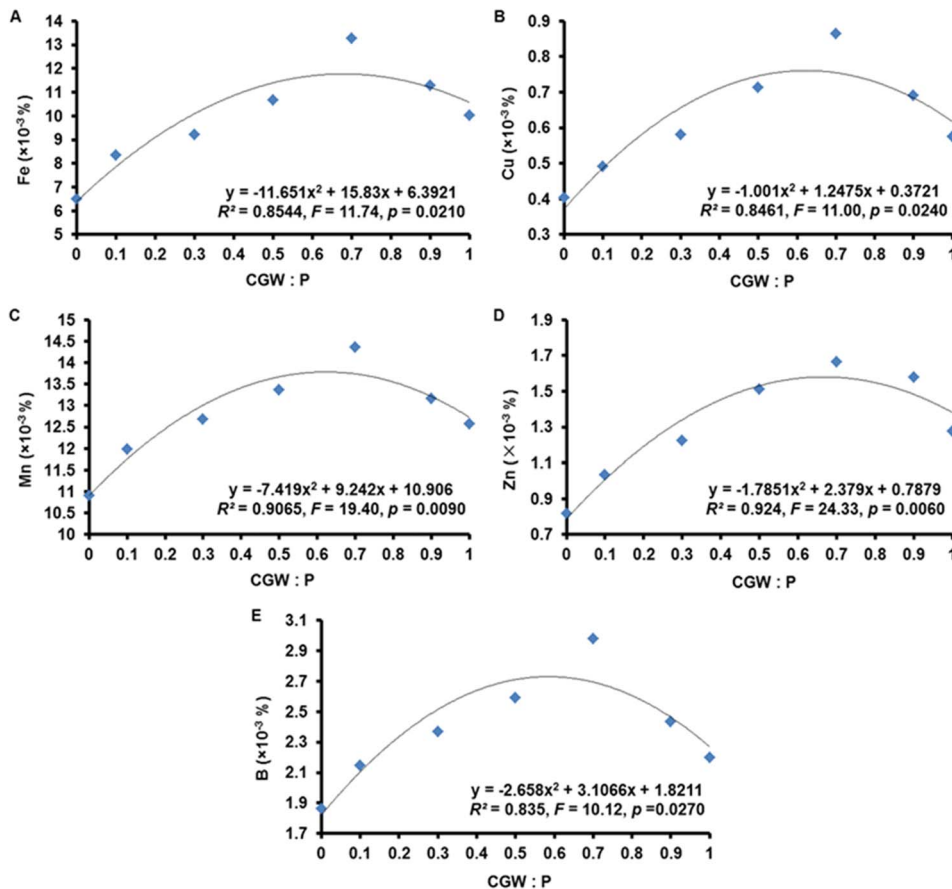 A
14
13
12
11
10
9
8
7
6
5
Fe (×10⁻³ %)
y = -11.651x² + 15.83x + 6.3921
R² = 0.8544, F = 11.74, p = 0.0210
0 0.1 0.2 0.3 0.4 0.5 0.6 0.7 0.8 0.9 1
CGW : P
B
0.9
0.8
0.7
0.6
0.5
0.4
0.3
Cu (×10⁻³ %)
y = -1.001x² + 1.2475x + 0.3721
R² = 0.8461, F = 11.00, p = 0.0240
0 0.1 0.2 0.3 0.4 0.5 0.6 0.7 0.8 0.9 1
CGW : P
C
15
14.5
14
13.5
13
12.5
12
11.5
11
10.5
10
Mn (×10⁻³ %)
y = -7.419x² + 9.242x + 10.906
R² = 0.9065, F = 19.40, p = 0.0090
0 0.1 0.2 0.3 0.4 0.5 0.6 0.7 0.8 0.9 1
CGW : P
D
1.9
1.7
1.5
1.3
1.1
0.9
0.7
Zn (×10⁻³ %)
y = -1.7851x² + 2.379x + 0.7879
R² = 0.924, F = 24.33, p = 0.0060
0 0.1 0.2 0.3 0.4 0.5 0.6 0.7 0.8 0.9 1
CGW : P
E
3.1
2.9
2.7
2.5
2.3
2.1
1.9
1.7
B (×10⁻³ %)
y = -2.658x² + 3.1066x + 1.8211
R² = 0.835, F = 10.12, p =0.0270
0 0.1 0.2 0.3 0.4 0.5 0.6 0.7 0.8 0.9 1
CGW : P